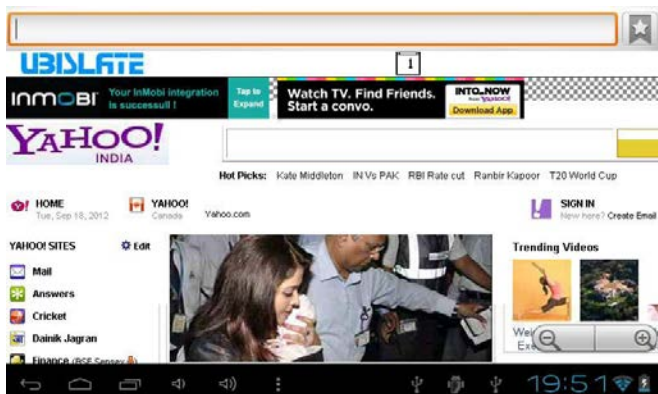 UBISLATE
1
INMOBI Your InMobi integration is successull !
Tap to Expand
Watch TV. Find Friends.
Start a convo.
INTO_NOW
from YAHOO!
Download App
YAHOO!
INDIA
Hot Picks: Kate Middleton IN Vs PAK RBI Rate cut Ranbir Kapoor T20 World Cup
HOME
Tue, Sep 18, 2012
YAHOO!
Canada
Yahoo.com
SIGN IN
New here? Create Email
YAHOO! SITES Edit
Mail
Answers
Cricket
Dainik Jagran
Finance (BSE Sensex
Trending Videos
19:51